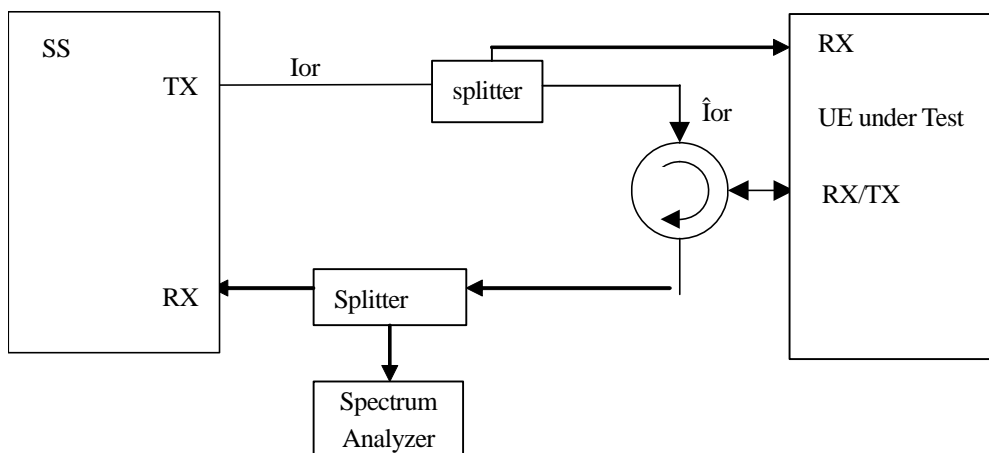 SS
TX
Ior
splitter
RX
Îor
UE under Test
RX/TX
RX
Splitter
Spectrum
Analyzer